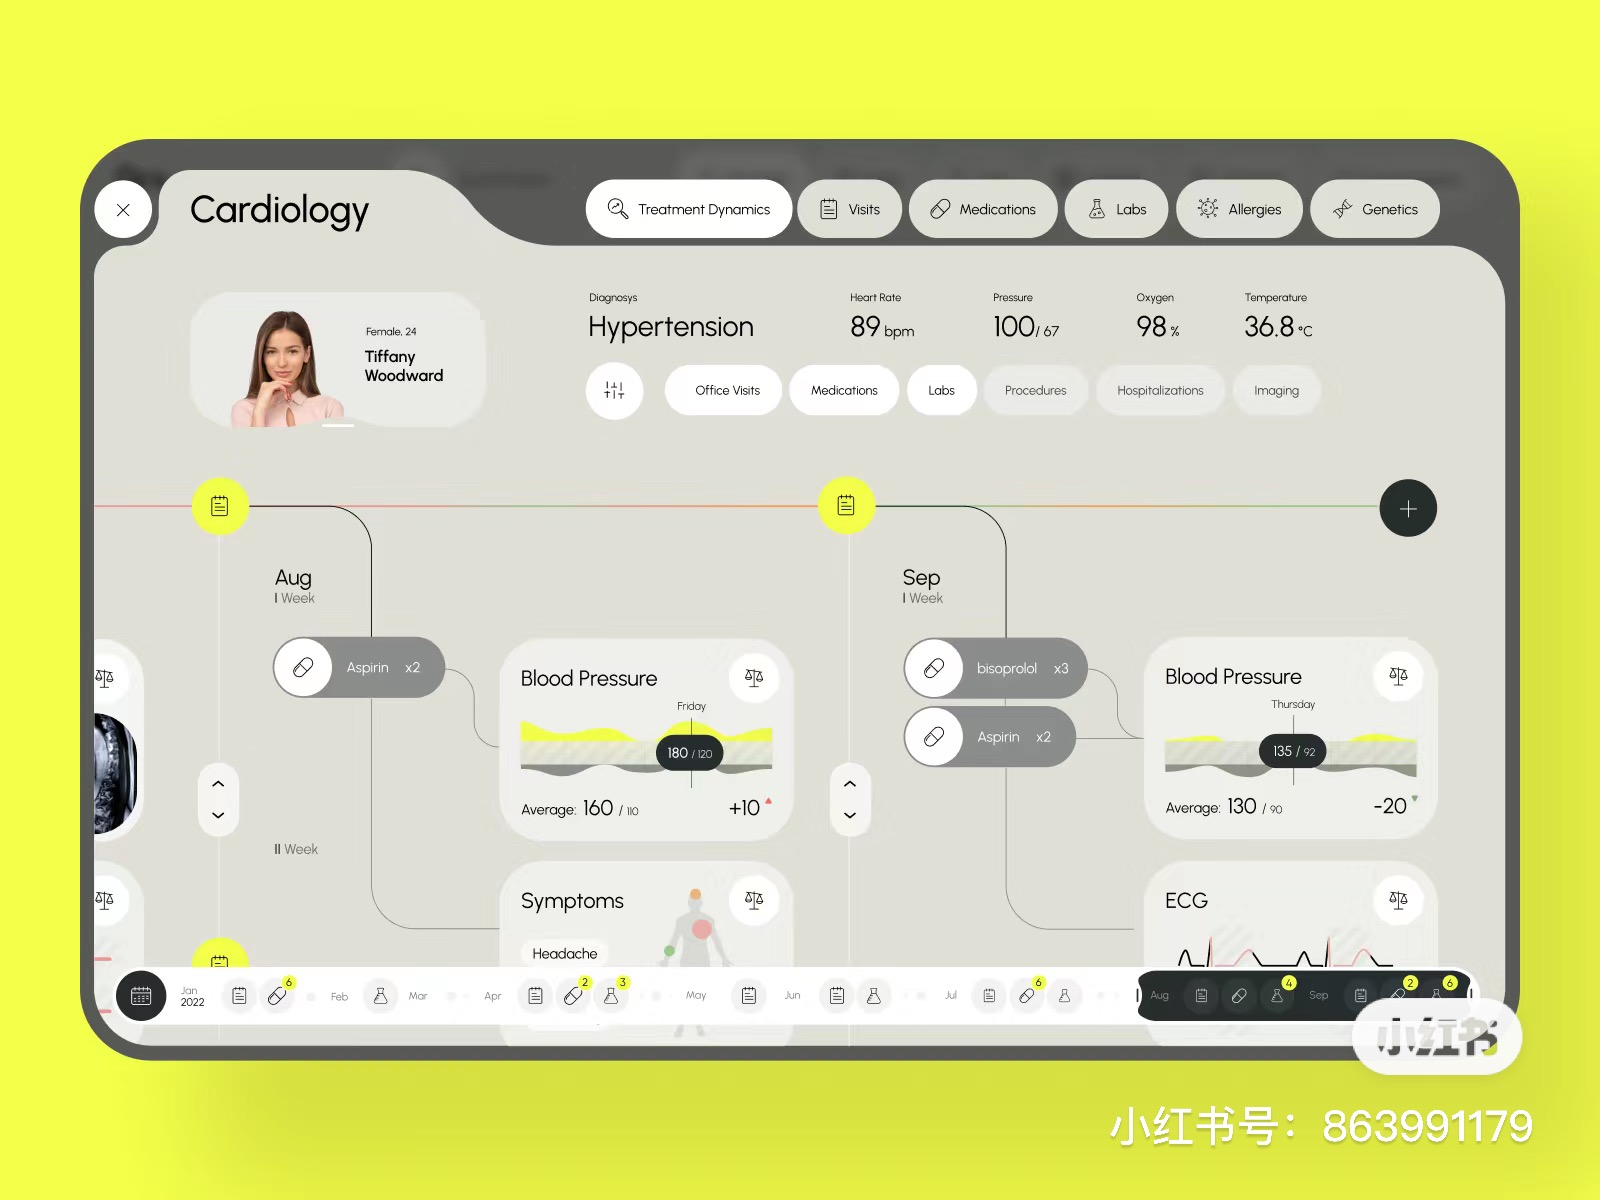 Cardiology
Treatment Dynamics
Visits
Medications
Labs
Allergies
Genetics
Female, 24
Tiffany
Woodward
Diagnosys
Hypertension
Heart Rate
89 bpm
Pressure
100/ 67
Oxygen
98 %
Temperature
36.8 °C
Office Visits
Medications
Labs
Procedures
Hospitalizations
Imaging
Aug
I Week
Aspirin x2
Blood Pressure
Friday
180 / 120
Average: 160 / 110
+10
II Week
Symptoms
Headache
Sep
I Week
bisoprolol x3
Aspirin x2
Blood Pressure
Thursday
135 / 92
Average: 130 / 90
-20
ECG
Jan
2022
6
Feb
Mar
Apr
2
3
May
Jun
Jul
6
Aug
4
Sep
2
6
小红书
小红书号：863991179